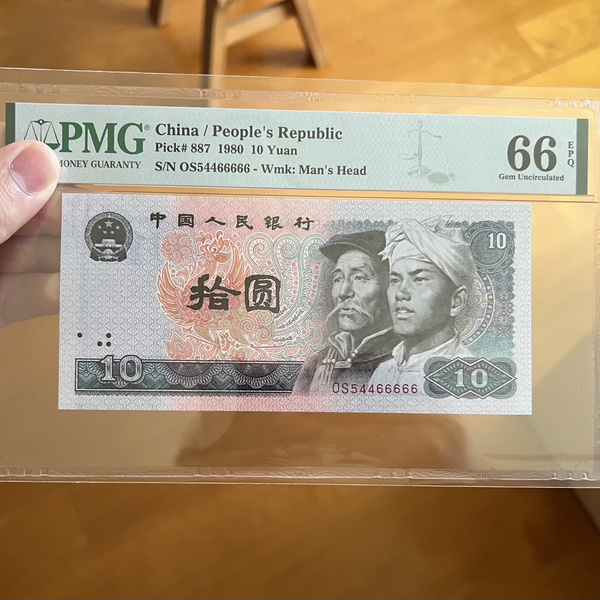 PMG®
MONEY GUARANTY
China / People's Republic
Pick# 887 1980 10 Yuan
S/N OS54466666 - Wmk: Man's Head
66
EPQ
Gem Uncirculated
中国人民银行
10
拾圆
10
OS54466666
10